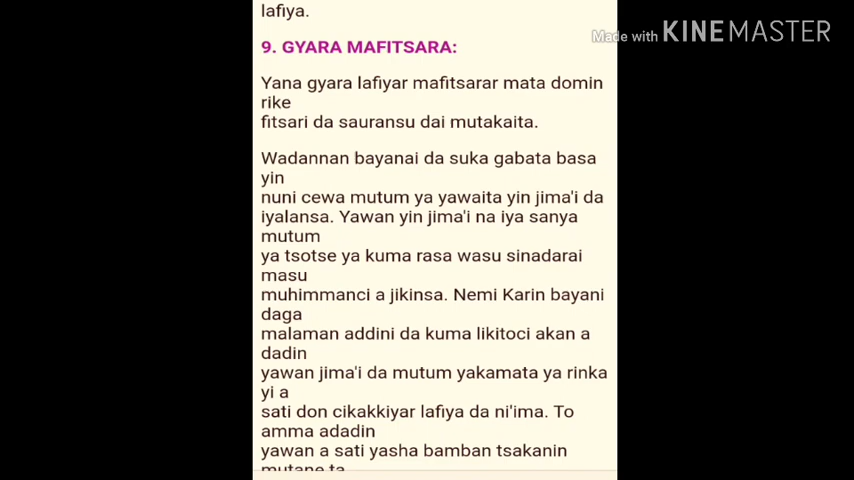 lafiya.
Made with KINEMASTER
9. GYARA MAFITSARA:
Yana gyara lafiyar mafitsarar mata domin
rike
fitsari da sauransu dai mutakaita.
Wadannan bayanai da suka gabata basa
yin
nuni cewa mutum ya yawaita yin jima'i da
iyalansa. Yawan yin jima'i na iya sanya
mutum
ya tsotse ya kuma rasa wasu sinadarai
masu
muhimmanci a jikinsa. Nemi Karin bayani
daga
malaman addini da kuma likitoci akan a
dadin
yawan jima'i da mutum yakamata ya rinka
yi a
sati don cikakkiyar lafiya da ni'ima. To
amma adadin
yawan a sati yasha bamban tsakanin
mutane ta